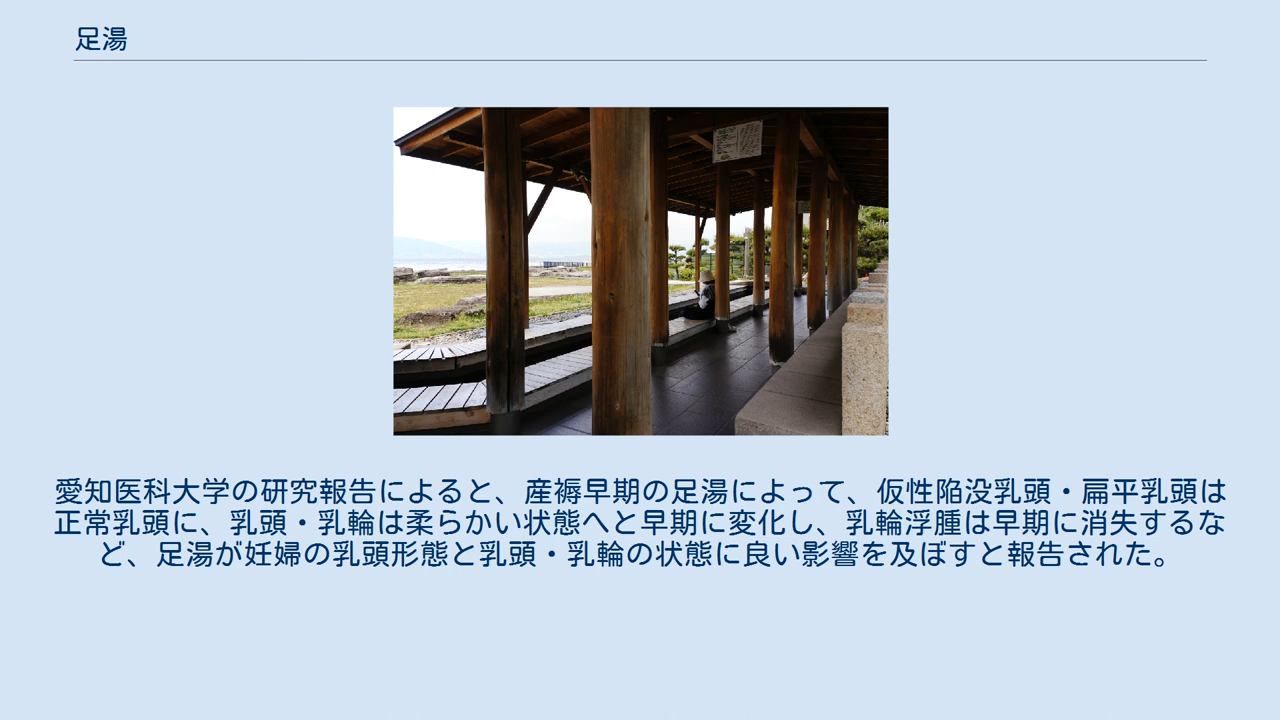 足湯
愛知医科大学の研究報告によると、産褥早期の足湯によって、仮性陥没乳頭・扁平乳頭は
正常乳頭に、乳頭・乳輪は柔らかい状態へと早期に変化し、乳輪浮腫は早期に消失するな
ど、足湯が妊婦の乳頭形態と乳頭・乳輪の状態に良い影響を及ぼすと報告された。